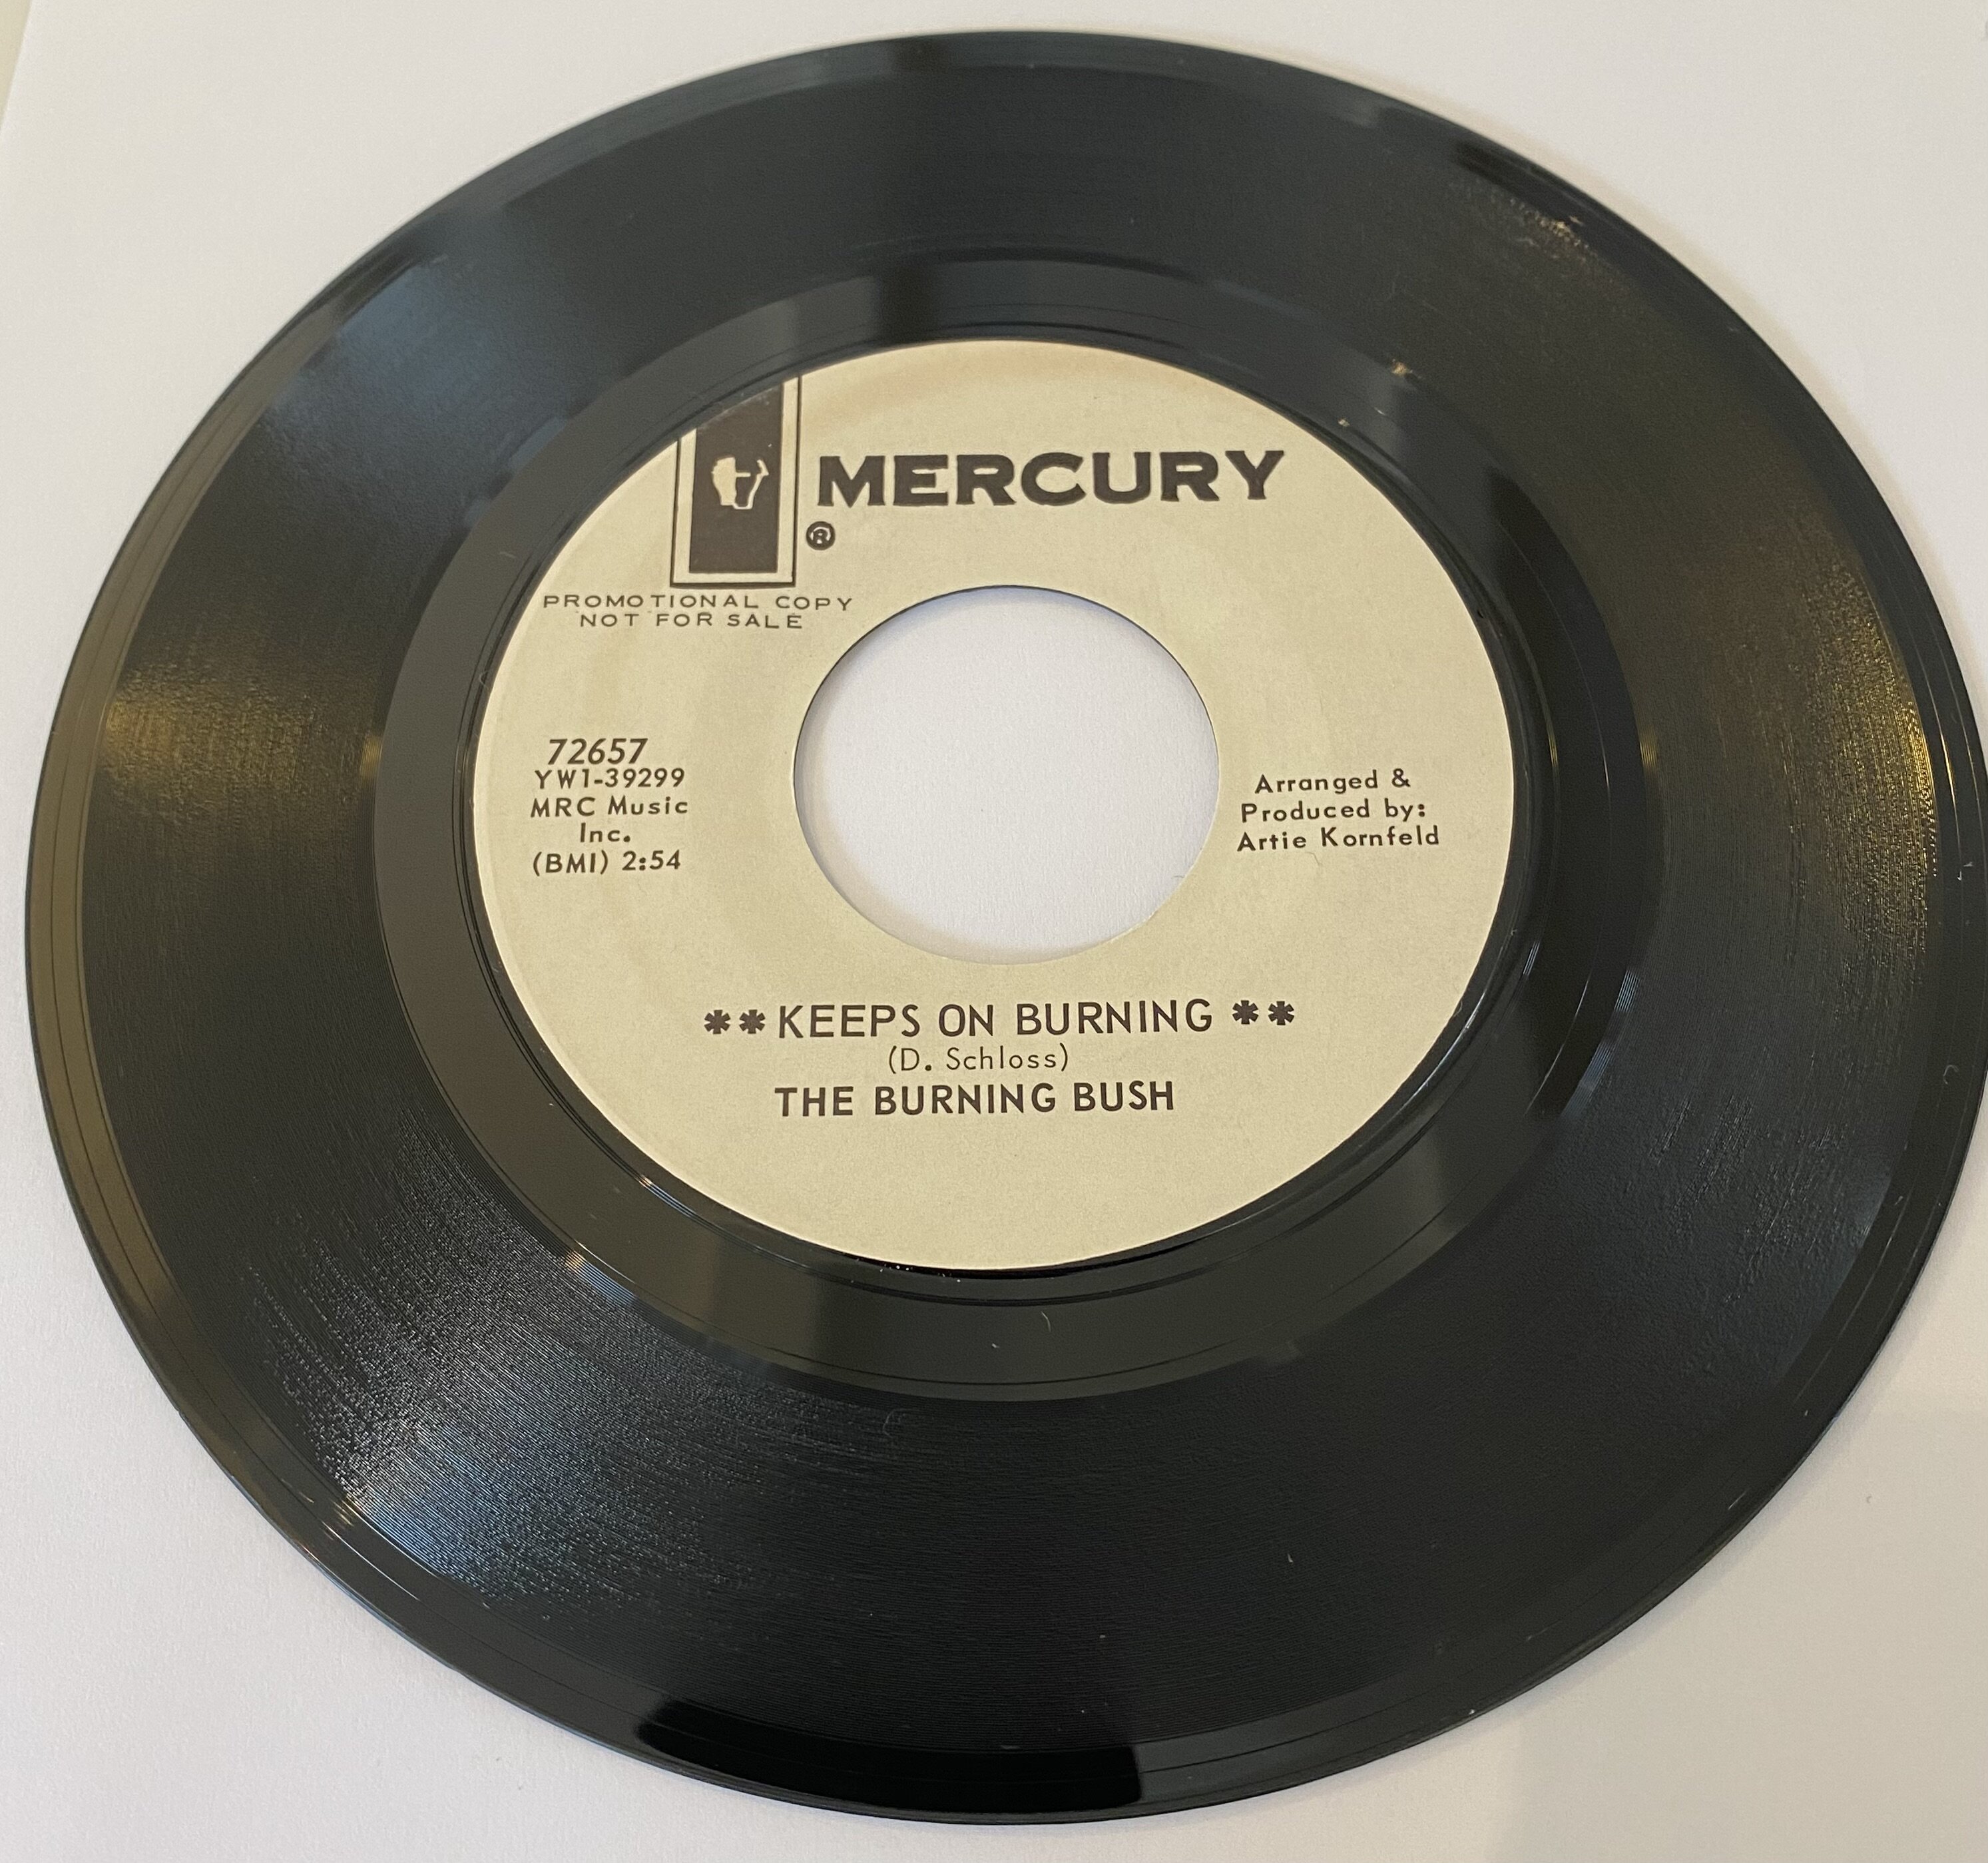 MERCURY
®
PROMOTIONAL COPY
NOT FOR SALE
72657
YW1-39299
MRC Music
Inc.
(BMI) 2:54
Arranged &
Produced by:
Artie Kornfeld
**KEEPS ON BURNING**
(D. Schloss)
THE BURNING BUSH